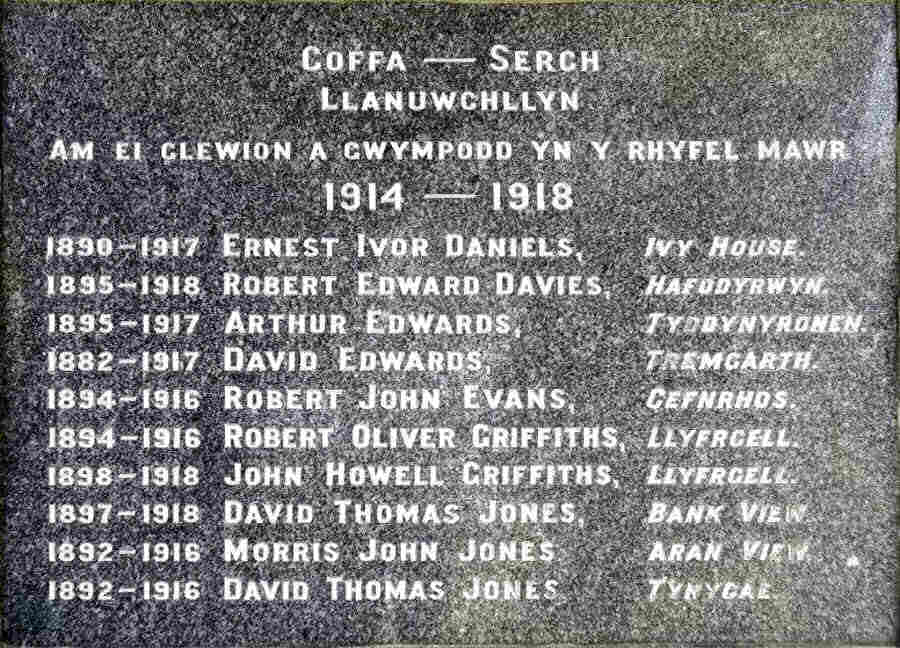 COFFA — SERCH
LLANUWCHLLYN
AM EI GLEWION A GWYMPODD YN Y RHYFEL MAWR
1914 — 1918
1890–1917 ERNEST IVOR DANIELS, IVY HOUSE.
1895–1918 ROBERT EDWARD DAVIES, HAFODYRWYN.
1895–1917 ARTHUR EDWARDS, TYDDYNYRONEN.
1882–1917 DAVID EDWARDS, TREMGARTH.
1894–1916 ROBERT JOHN EVANS, CEFNRHOS.
1894–1916 ROBERT OLIVER GRIFFITHS, LLYFRGELL.
1898–1918 JOHN HOWELL GRIFFITHS, LLYFRGELL.
1897–1918 DAVID THOMAS JONES, BANK VIEW.
1892–1916 MORRIS JOHN JONES. ARAN VIEW.
1892–1916 DAVID THOMAS JONES. TYNYCAE.